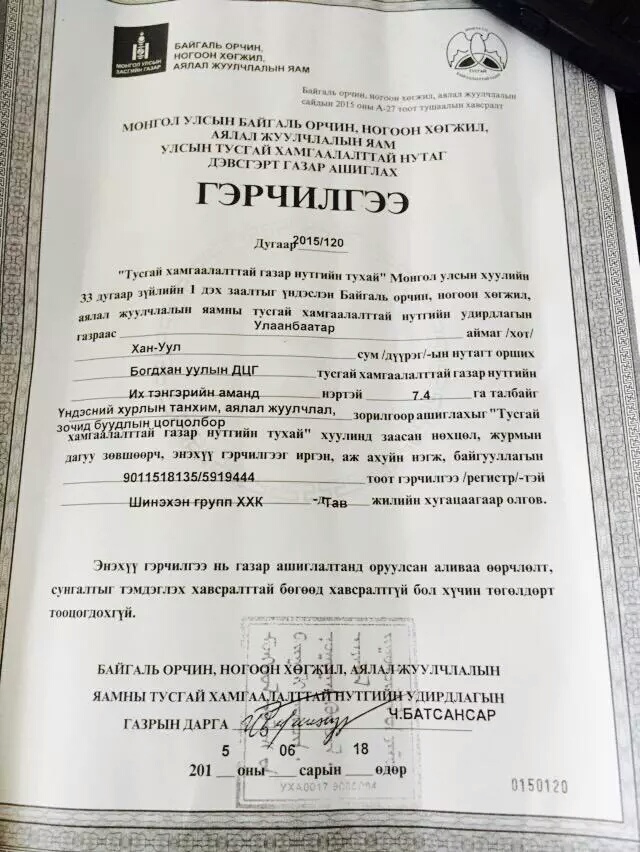 МОНГОЛ УЛСЫН
ЗАСГИЙН ГАЗАР
БАЙГАЛЬ ОРЧИН,
НОГООН ХӨГЖИЛ,
АЯЛАЛ ЖУУЛЧЛАЛЫН ЯАМ
ТУСГАЙ
Байгаль орчин, ногоон хөгжил, аялал жуулчлалын
сайдын 2015 оны А-27 тоот тушаалын хавсралт
МОНГОЛ УЛСЫН БАЙГАЛЬ ОРЧИН, НОГООН ХӨГЖИЛ,
АЯЛАЛ ЖУУЛЧЛАЛЫН ЯАМ
УЛСЫН ТУСГАЙ ХАМГААЛАЛТТАЙ НУТАГ
ДЭВСГЭРТ ГАЗАР АШИГЛАХ
ГЭРЧИЛГЭЭ
Дугаар 2015/120
"Тусгай хамгаалалттай газар нутгийн тухай" Монгол улсын хуулийн
33 дугаар зүйлийн 1 дэх заалтыг үндэслэн Байгаль орчин, ногоон хөгжил,
аялал жуулчлалын яамны тусгай хамгаалалттай нутгийн удирдлагын
газраас Улаанбаатар аймаг /хот/
Хан-Уул сум /дүүрэг/-ын нутагт орших
Богдхан уулын ДЦГ тусгай хамгаалалттай газар нутгийн
Их тэнгэрийн аманд нэртэй 7.4 га талбайг
Үндэсний хурлын танхим, аялал жуулчлал,
зочид буудлын цогцолбор зорилгоор ашиглахыг "Тусгай
хамгаалалттай газар нутгийн тухай" хуулинд заасан нөхцөл, журмын
дагуу зөвшөөрч, энэхүү гэрчилгээг иргэн, аж ахуйн нэгж, байгууллагын
9011518135/5919444 тоот гэрчилгээ /регистр/-тэй
Шинэхэн групп ХХК -д Тав жилийн хугацаагаар олгов.
Энэхүү гэрчилгээ нь газар ашиглалтанд оруулсан аливаа өөрчлөлт,
сунгалтыг тэмдэглэх хавсралттай бөгөөд хавсралтгүй бол хүчин төгөлдөрт
тооцогдохгүй.
БАЙГАЛЬ ОРЧИН, НОГООН ХӨГЖИЛ, АЯЛАЛ ЖУУЛЧЛАЛЫН
ЯАМНЫ ТУСГАЙ ХАМГААЛАЛТТАЙ НУТГИЙН УДИРДЛАГЫН
ГАЗРЫН ДАРГА Ч.БАТСАНСАР
2015 оны 06 сарын 18 өдөр
0150120